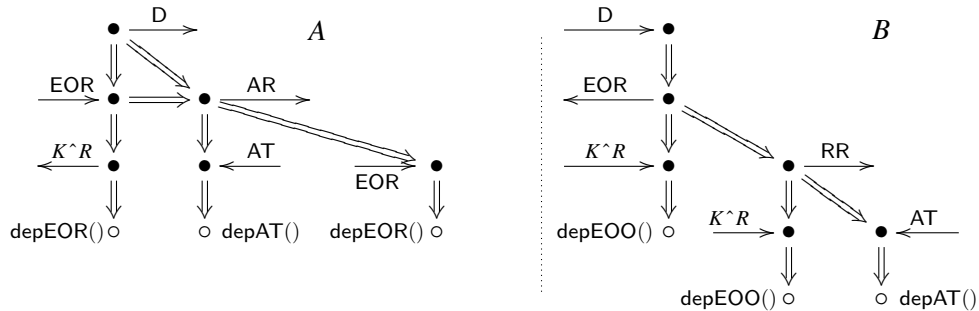 D A D B
EOR AR EOR
K^R AT EOR K^R RR
depEOR() depAT() depEOR() depEOO() K^R AT
depEOO() depAT()